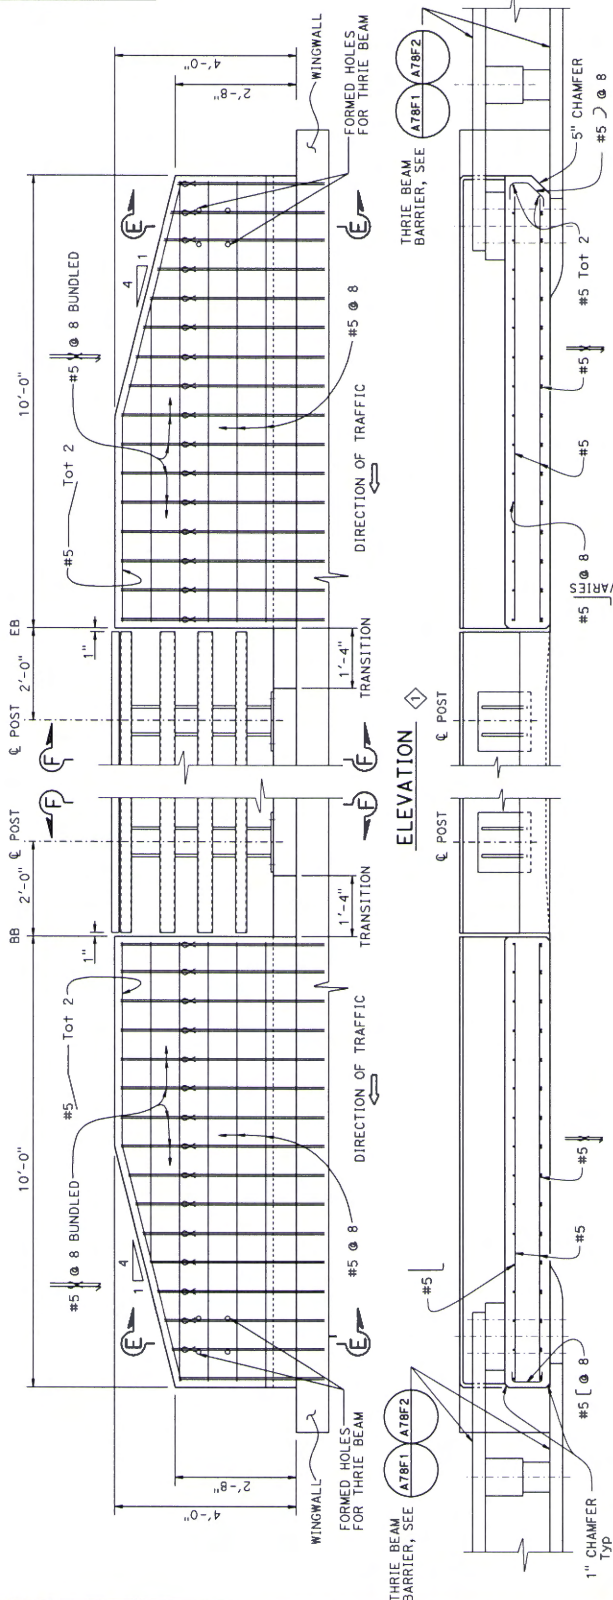 10'-0"
BB
2'-0"
℄ POST
℄ POST
2'-0"
EB
10'-0"
4'-0"
2'-8"
#5 @ 8 BUNDLED
#5 Tot 2
1"
F
F
1"
#5 Tot 2
#5 @ 8 BUNDLED
4'-0"
2'-8"
E
1
4
4
1
E
WINGWALL
FORMED HOLES
FOR THRIE BEAM
E
#5 @ 8
DIRECTION OF TRAFFIC
1'-4"
TRANSITION
F
F
1'-4"
TRANSITION
DIRECTION OF TRAFFIC
#5 @ 8
E
FORMED HOLES
FOR THRIE BEAM
WINGWALL
ELEVATION 1
THRIE BEAM
BARRIER, SEE
A78F1 A78F2
#5
℄ POST
℄ POST
THRIE BEAM
BARRIER, SEE
A78F1 A78F2
1" CHAMFER
Typ
#5 @ 8
#5
#5
#5 @ 8
VARIES
#5
#5
#5 Tot 2
5" CHAMFER
#5 @ 8